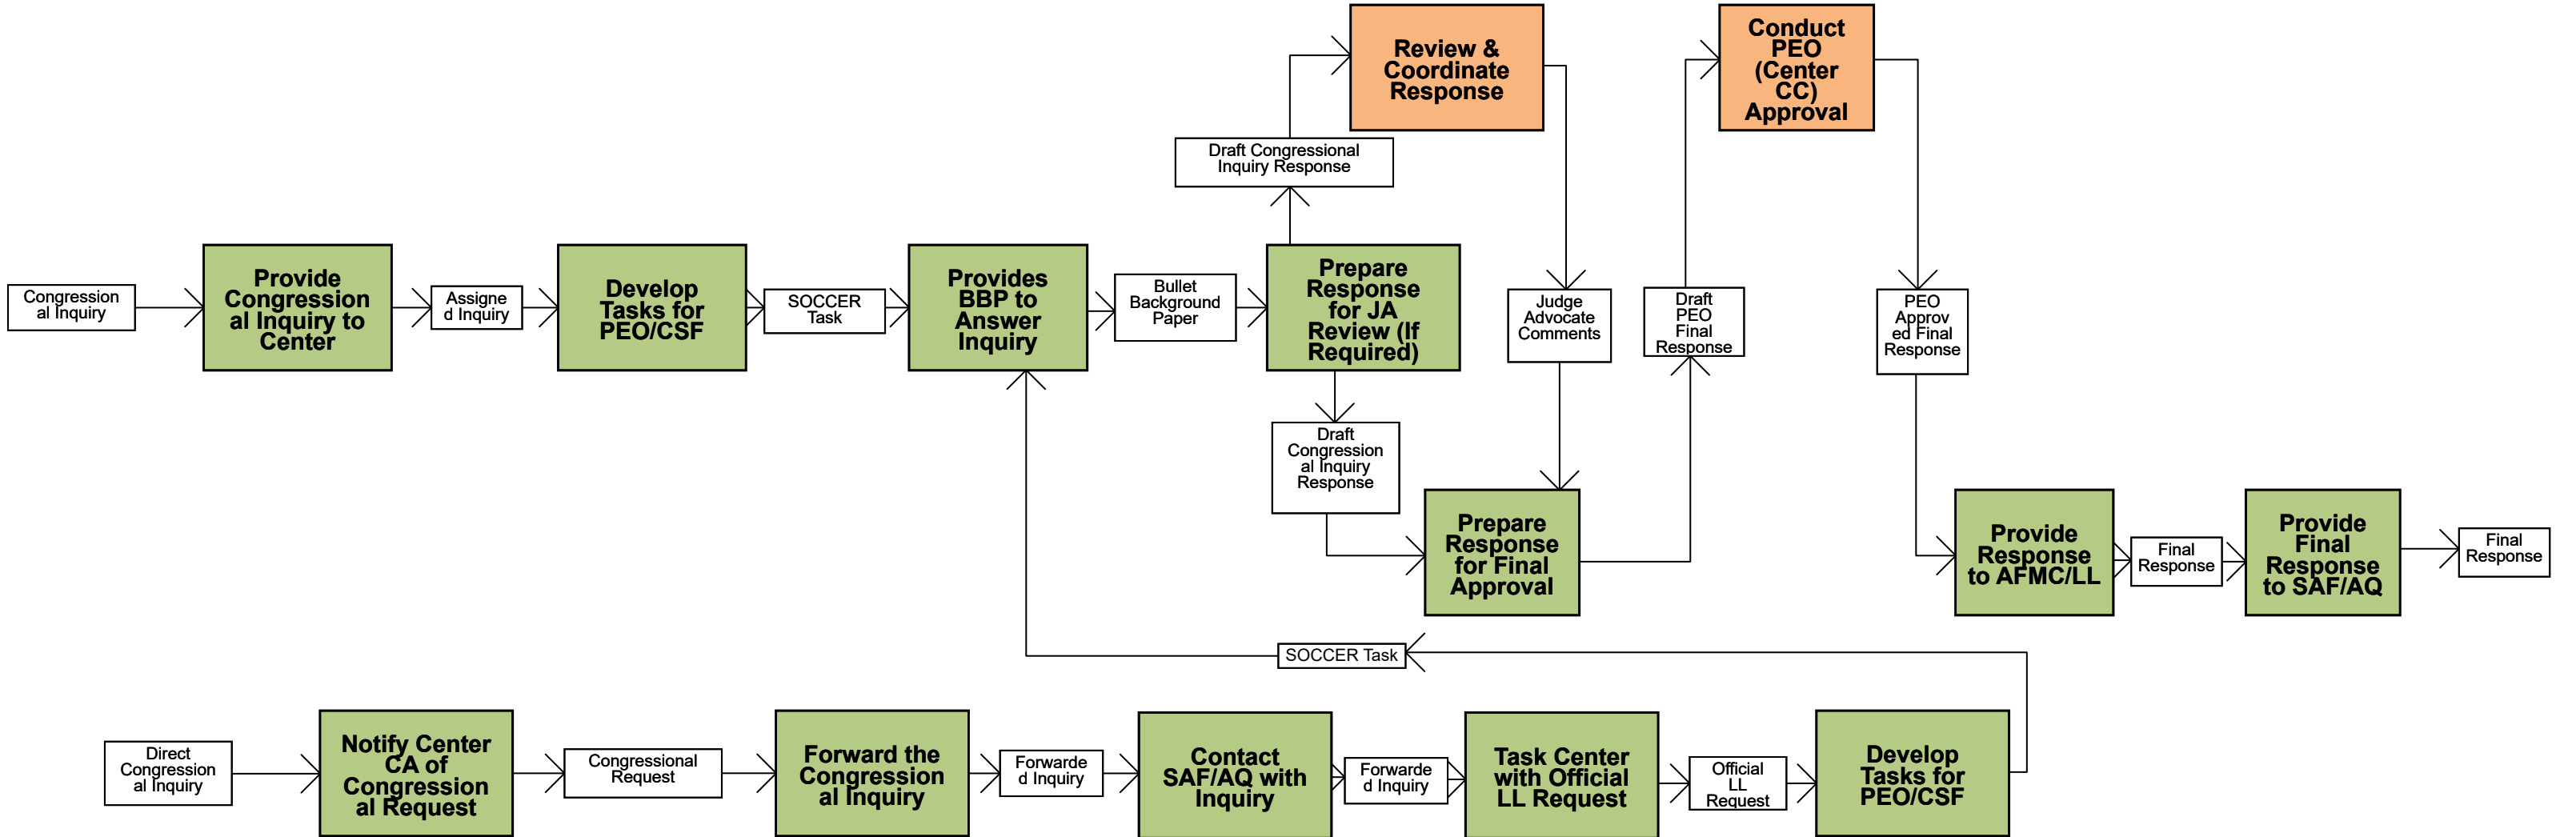 Review &
Coordinate
Response
Conduct
PEO
(Center
CC)
Approval
Draft Congressional
Inquiry Response
Congression
al Inquiry
Provide
Congression
al Inquiry to
Center
Assigne
d Inquiry
Develop
Tasks for
PEO/CSF
SOCCER
Task
Provides
BBP to
Answer
Inquiry
Bullet
Background
Paper
Prepare
Response
for JA
Review (If
Required)
Judge
Advocate
Comments
Draft
PEO
Final
Response
PEO
Approv
ed Final
Response
Draft
Congression
al Inquiry
Response
Prepare
Response
for Final
Approval
Provide
Response
to AFMC/LL
Final
Response
Provide
Final
Response
to SAF/AQ
Final
Response
SOCCER Task
Direct
Congression
al Inquiry
Notify Center
CA of
Congression
al Request
Congressional
Request
Forward the
Congression
al Inquiry
Forwarde
d Inquiry
Contact
SAF/AQ with
Inquiry
Forwarde
d Inquiry
Task Center
with Official
LL Request
Official
LL
Request
Develop
Tasks for
PEO/CSF